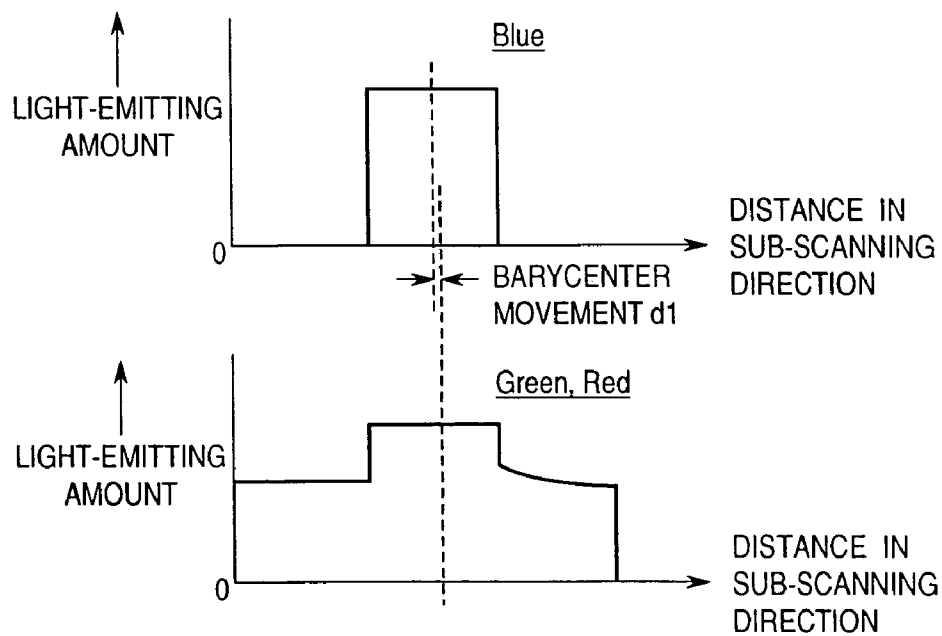 Blue
LIGHT-EMITTING
AMOUNT
0
DISTANCE IN
SUB-SCANNING
DIRECTION
BARYCENTER
MOVEMENT d1
Green, Red
LIGHT-EMITTING
AMOUNT
0
DISTANCE IN
SUB-SCANNING
DIRECTION